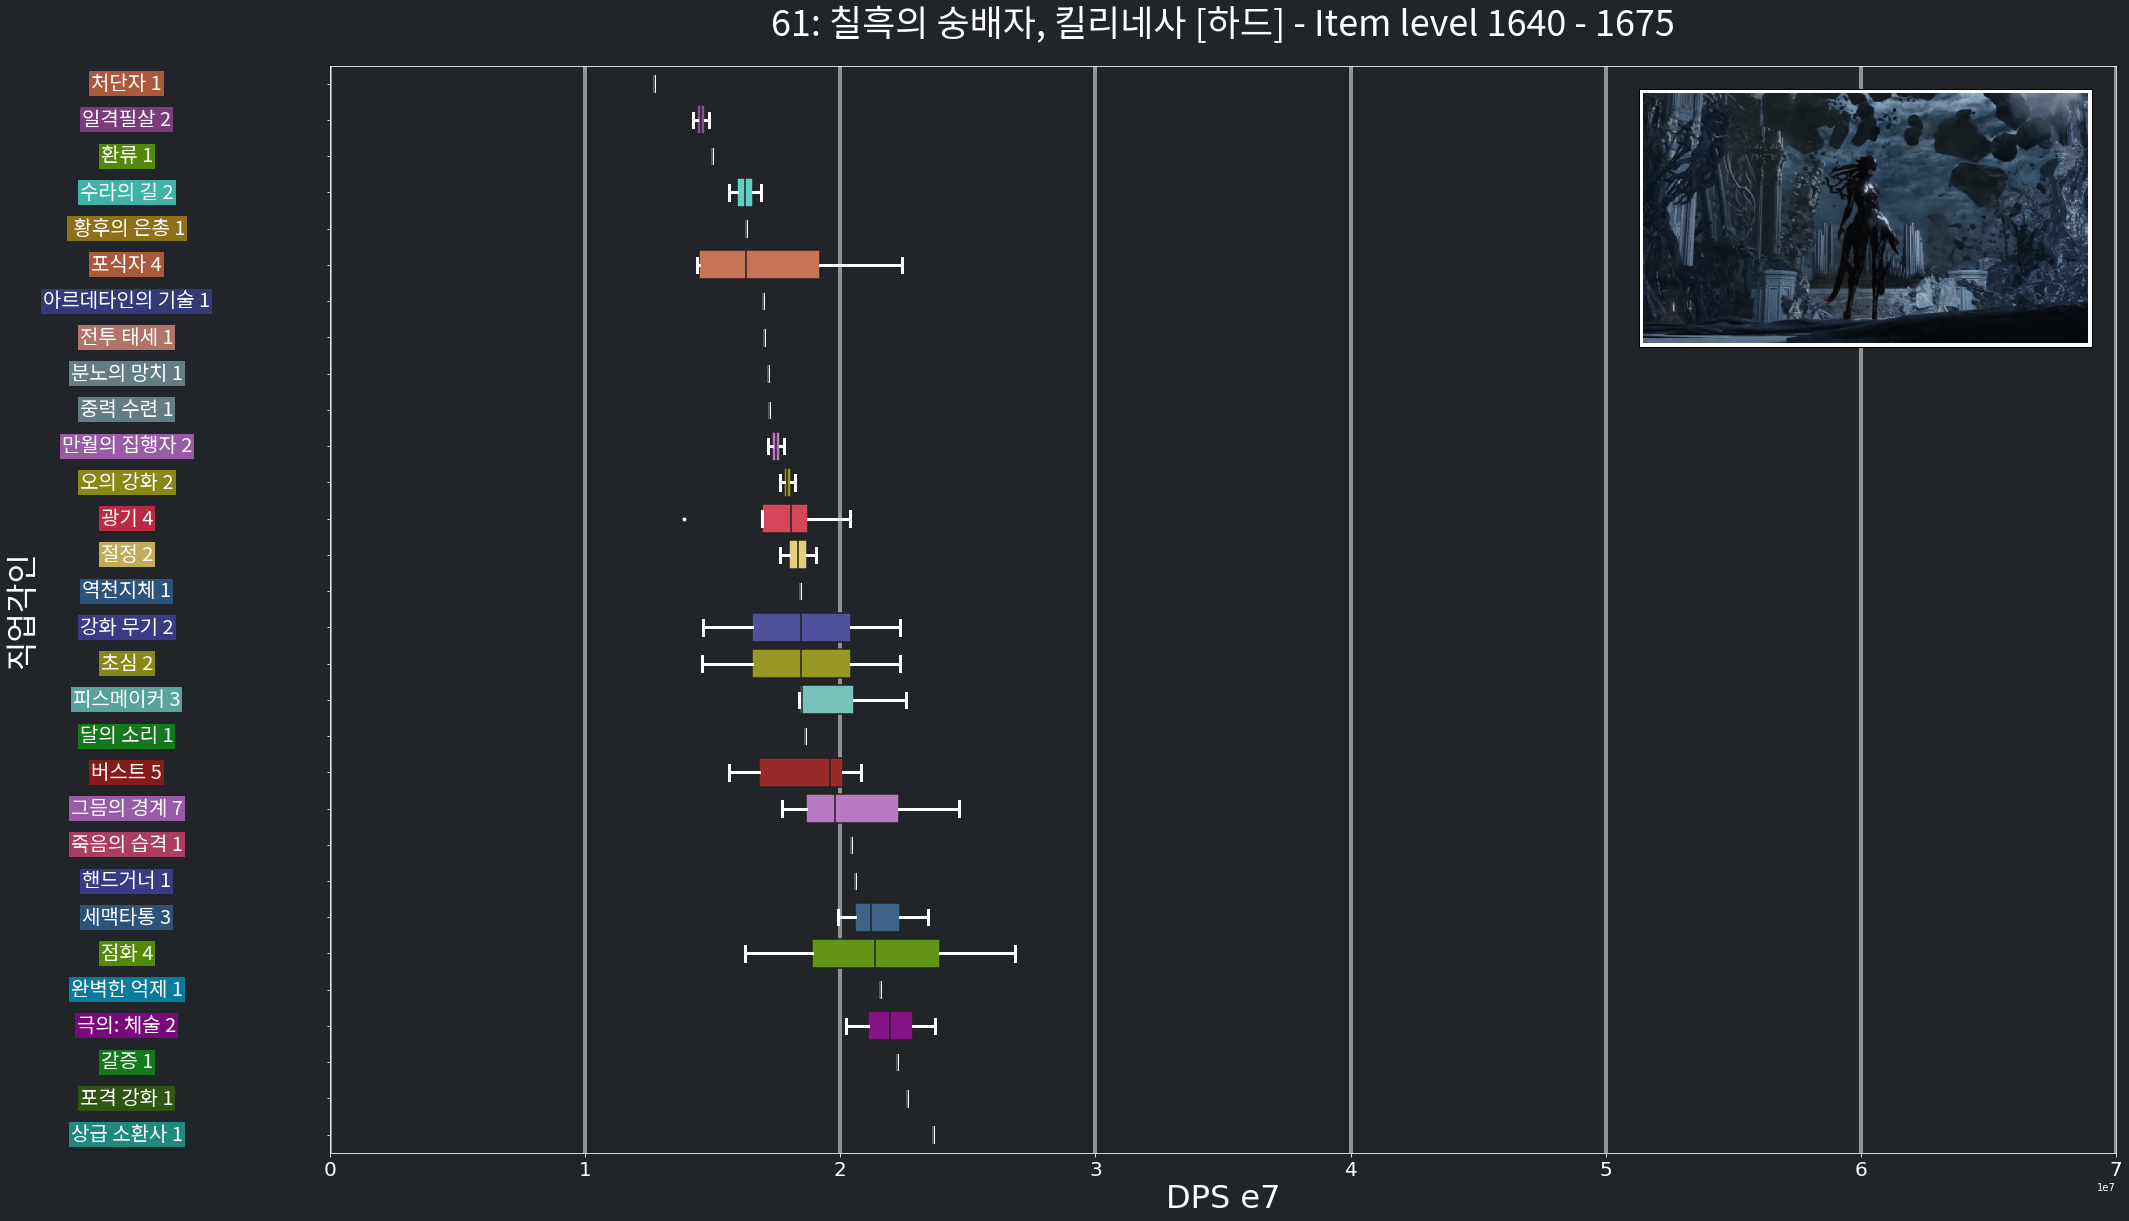 61: 칠흑의 숭배자, 킬리네사 [하드] - Item level 1640 - 1675
처단자 1
일격필살 2
환류 1
수라의 길 2
황후의 은총 1
포식자 4
아르데타인의 기술 1
전투 태세 1
분노의 망치 1
중력 수련 1
만월의 집행자 2
오의 강화 2
광기 4
절정 2
역천지체 1
강화 무기 2
초심 2
피스메이커 3
달의 소리 1
버스트 5
그믐의 경계 7
죽음의 습격 1
핸드거너 1
세맥타통 3
점화 4
완벽한 억제 1
극의: 체술 2
갈증 1
포격 강화 1
상급 소환사 1
직업각인
0 1 2 3 4 5 6 7
1e7
DPS e7